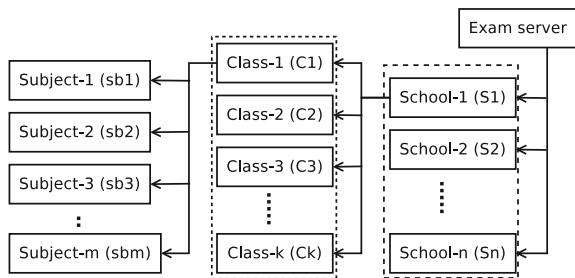 Exam server
Subject-1 (sb1)
Subject-2 (sb2)
Subject-3 (sb3)
Subject-m (sbm)
Class-1 (C1)
Class-2 (C2)
Class-3 (C3)
Class-k (Ck)
School-1 (S1)
School-2 (S2)
School-n (Sn)